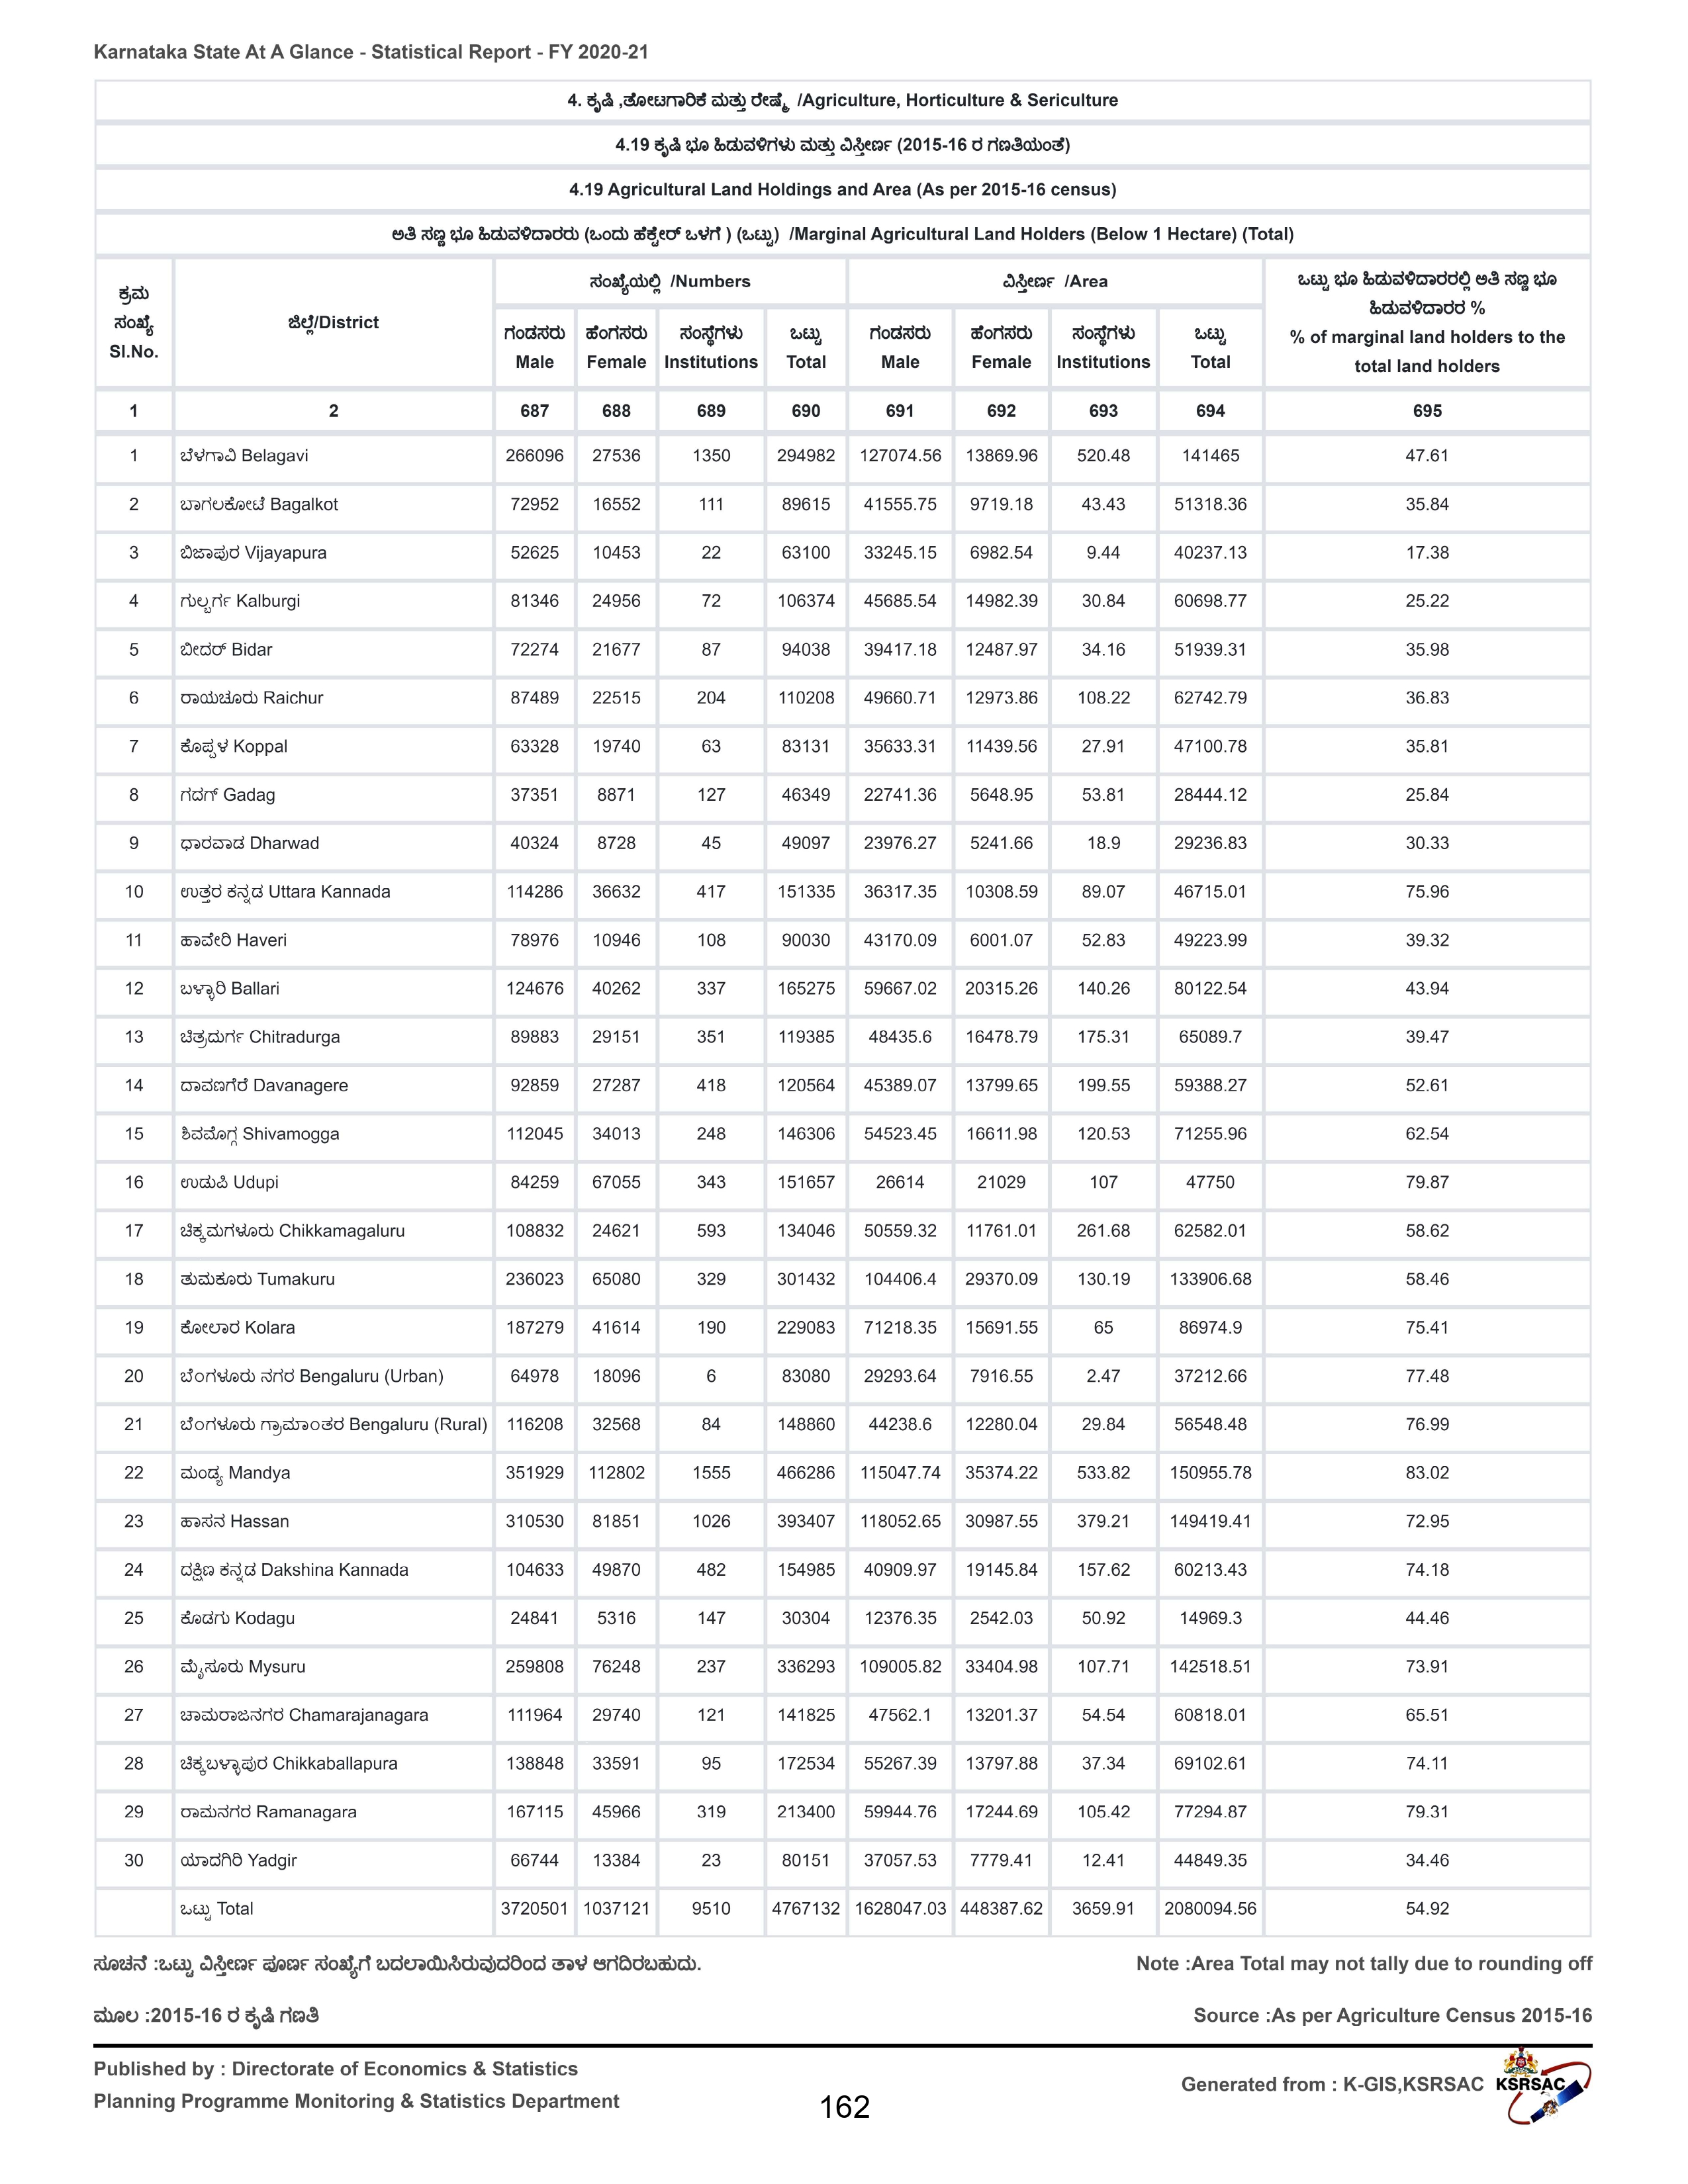 Karnataka State At A Glance - Statistical Report - FY 2020-21
4. ಕೃಷಿ ,ತೋಟಗಾರಿಕೆ ಮತ್ತು ರೇಷ್ಮೆ /Agriculture, Horticulture & Sericulture
4.19 ಕೃಷಿ ಭೂ ಹಿಡುವಳಿಗಳು ಮತ್ತು ವಿಸ್ತೀರ್ಣ (2015-16 ರ ಗಣತಿಯಂತೆ)
4.19 Agricultural Land Holdings and Area (As per 2015-16 census)
ಅತಿ ಸಣ್ಣ ಭೂ ಹಿಡುವಳಿದಾರರು (ಒಂದು ಹೆಕ್ಟೇರ್ ಒಳಗೆ ) (ಒಟ್ಟು) /Marginal Agricultural Land Holders (Below 1 Hectare) (Total)
ಕ್ರಮ ಸಂಖ್ಯೆ Sl.No. ಜಿಲ್ಲೆ/District ಸಂಖ್ಯೆಯಲ್ಲಿ /Numbers ವಿಸ್ತೀರ್ಣ /Area ಒಟ್ಟು ಭೂ ಹಿಡುವಳಿದಾರರಲ್ಲಿ ಅತಿ ಸಣ್ಣ ಭೂ
ಹಿಡುವಳಿದಾರರ %
% of marginal land holders to the
total land holders
ಗಂಡಸರು ಹೆಂಗಸರು ಸಂಸ್ಥೆಗಳು ಒಟ್ಟು ಗಂಡಸರು ಹೆಂಗಸರು ಸಂಸ್ಥೆಗಳು ಒಟ್ಟು
Male Female Institutions Total Male Female Institutions Total
1 2 687 688 689 690 691 692 693 694 695
1 ಬೆಳಗಾವಿ Belagavi 266096 27536 1350 294982 127074.56 13869.96 520.48 141465 47.61
2 ಬಾಗಲಕೋಟೆ Bagalkot 72952 16552 111 89615 41555.75 9719.18 43.43 51318.36 35.84
3 ಬಿಜಾಪುರ Vijayapura 52625 10453 22 63100 33245.15 6982.54 9.44 40237.13 17.38
4 ಗುಲ್ಬರ್ಗ Kalburgi 81346 24956 72 106374 45685.54 14982.39 30.84 60698.77 25.22
5 ಬೀದರ್ Bidar 72274 21677 87 94038 39417.18 12487.97 34.16 51939.31 35.98
6 ರಾಯಚೂರು Raichur 87489 22515 204 110208 49660.71 12973.86 108.22 62742.79 36.83
7 ಕೊಪ್ಪಳ Koppal 63328 19740 63 83131 35633.31 11439.56 27.91 47100.78 35.81
8 ಗದಗ್ Gadag 37351 8871 127 46349 22741.36 5648.95 53.81 28444.12 25.84
9 ಧಾರವಾಡ Dharwad 40324 8728 45 49097 23976.27 5241.66 18.9 29236.83 30.33
10 ಉತ್ತರ ಕನ್ನಡ Uttara Kannada 114286 36632 417 151335 36317.35 10308.59 89.07 46715.01 75.96
11 ಹಾವೇರಿ Haveri 78976 10946 108 90030 43170.09 6001.07 52.83 49223.99 39.32
12 ಬಳ್ಳಾರಿ Ballari 124676 40262 337 165275 59667.02 20315.26 140.26 80122.54 43.94
13 ಚಿತ್ರದುರ್ಗ Chitradurga 89883 29151 351 119385 48435.6 16478.79 175.31 65089.7 39.47
14 ದಾವಣಗೆರೆ Davanagere 92859 27287 418 120564 45389.07 13799.65 199.55 59388.27 52.61
15 ಶಿವಮೊಗ್ಗ Shivamogga 112045 34013 248 146306 54523.45 16611.98 120.53 71255.96 62.54
16 ಉಡುಪಿ Udupi 84259 67055 343 151657 26614 21029 107 47750 79.87
17 ಚಿಕ್ಕಮಗಳೂರು Chikkamagaluru 108832 24621 593 134046 50559.32 11761.01 261.68 62582.01 58.62
18 ತುಮಕೂರು Tumakuru 236023 65080 329 301432 104406.4 29370.09 130.19 133906.68 58.46
19 ಕೋಲಾರ Kolara 187279 41614 190 229083 71218.35 15691.55 65 86974.9 75.41
20 ಬೆಂಗಳೂರು ನಗರ Bengaluru (Urban) 64978 18096 6 83080 29293.64 7916.55 2.47 37212.66 77.48
21 ಬೆಂಗಳೂರು ಗ್ರಾಮಾಂತರ Bengaluru (Rural) 116208 32568 84 148860 44238.6 12280.04 29.84 56548.48 76.99
22 ಮಂಡ್ಯ Mandya 351929 112802 1555 466286 115047.74 35374.22 533.82 150955.78 83.02
23 ಹಾಸನ Hassan 310530 81851 1026 393407 118052.65 30987.55 379.21 149419.41 72.95
24 ದಕ್ಷಿಣ ಕನ್ನಡ Dakshina Kannada 104633 49870 482 154985 40909.97 19145.84 157.62 60213.43 74.18
25 ಕೊಡಗು Kodagu 24841 5316 147 30304 12376.35 2542.03 50.92 14969.3 44.46
26 ಮೈಸೂರು Mysuru 259808 76248 237 336293 109005.82 33404.98 107.71 142518.51 73.91
27 ಚಾಮರಾಜನಗರ Chamarajanagara 111964 29740 121 141825 47562.1 13201.37 54.54 60818.01 65.51
28 ಚಿಕ್ಕಬಳ್ಳಾಪುರ Chikkaballapura 138848 33591 95 172534 55267.39 13797.88 37.34 69102.61 74.11
29 ರಾಮನಗರ Ramanagara 167115 45966 319 213400 59944.76 17244.69 105.42 77294.87 79.31
30 ಯಾದಗಿರಿ Yadgir 66744 13384 23 80151 37057.53 7779.41 12.41 44849.35 34.46
ಒಟ್ಟು Total 3720501 1037121 9510 4767132 1628047.03 448387.62 3659.91 2080094.56 54.92
ಸೂಚನೆ :ಒಟ್ಟು ವಿಸ್ತೀರ್ಣ ಪೂರ್ಣ ಸಂಖ್ಯೆಗೆ ಬದಲಾಯಿಸಿರುವುದರಿಂದ ತಾಳೆ ಆಗದಿರಬಹುದು. Note :Area Total may not tally due to rounding off
ಮೂಲ :2015-16 ರ ಕೃಷಿ ಗಣತಿ Source :As per Agriculture Census 2015-16
Published by : Directorate of Economics & Statistics
Planning Programme Monitoring & Statistics Department
162
Generated from : K-GIS,KSRSAC
KSRSAC